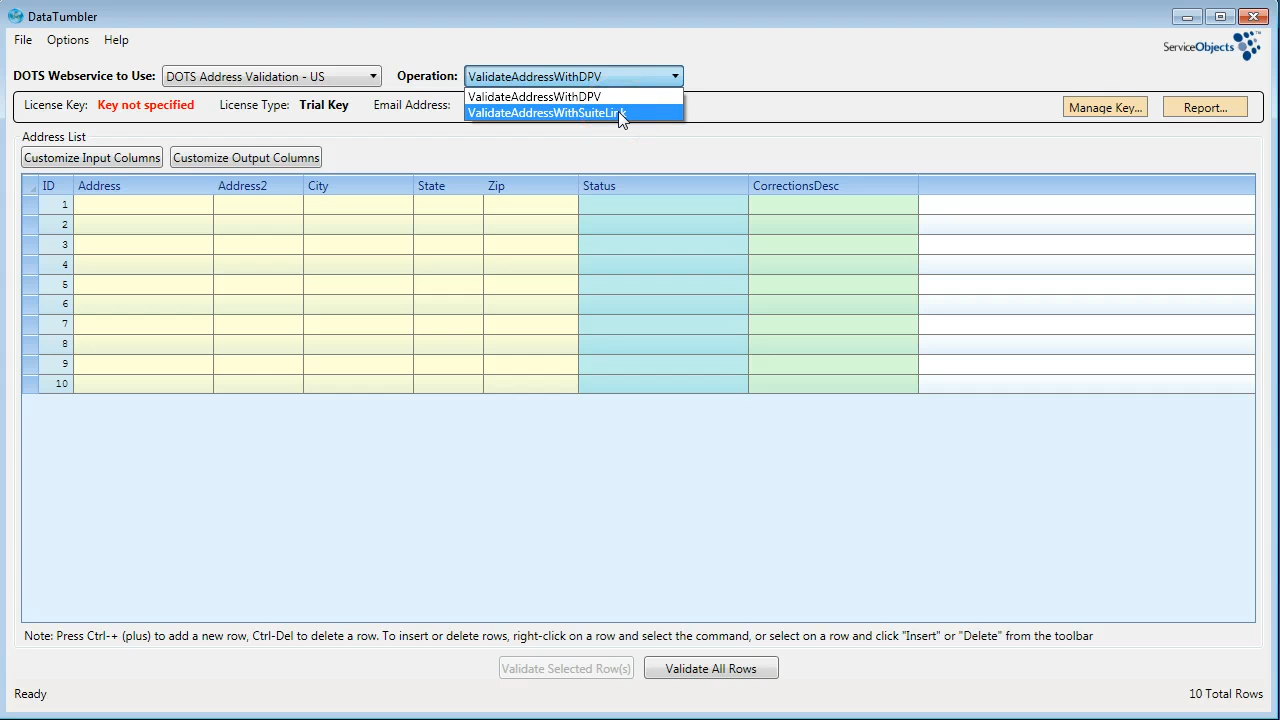 DataTumbler
File Options Help
ServiceObjects™
DOTS Webservice to Use: DOTS Address Validation - US Operation: ValidateAddressWithDPV
ValidateAddressWithDPV
ValidateAddressWithSuiteLink
License Key: Key not specified License Type: Trial Key Email Address: Manage Key... Report...
Address List
Customize Input Columns Customize Output Columns
ID Address Address2 City State Zip Status CorrectionsDesc
1
2
3
4
5
6
7
8
9
10
Note: Press Ctrl-+ (plus) to add a new row, Ctrl-Del to delete a row. To insert or delete rows, right-click on a row and select the command, or select on a row and click "Insert" or "Delete" from the toolbar
Validate Selected Row(s) Validate All Rows
Ready 10 Total Rows